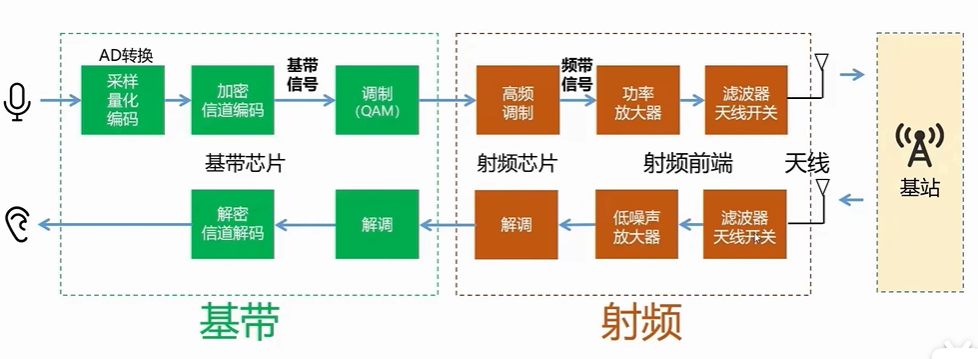 AD转换
采样
量化
编码
加密
信道编码
基带
信号
调制
(QAM)
高频
调制
频带
信号
功率
放大器
滤波器
天线开关
基带芯片
射频芯片
射频前端
天线
基站
解密
信道解码
解调
解调
低噪声
放大器
滤波器
天线开关
基带
射频